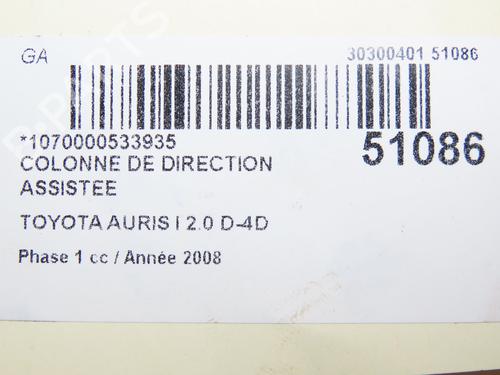 GA
30300401 51086
*1070000533935
51086
COLONNE DE DIRECTION
ASSISTEE
TOYOTA AURIS I 2.0 D-4D
Phase 1 cc / Année 2008